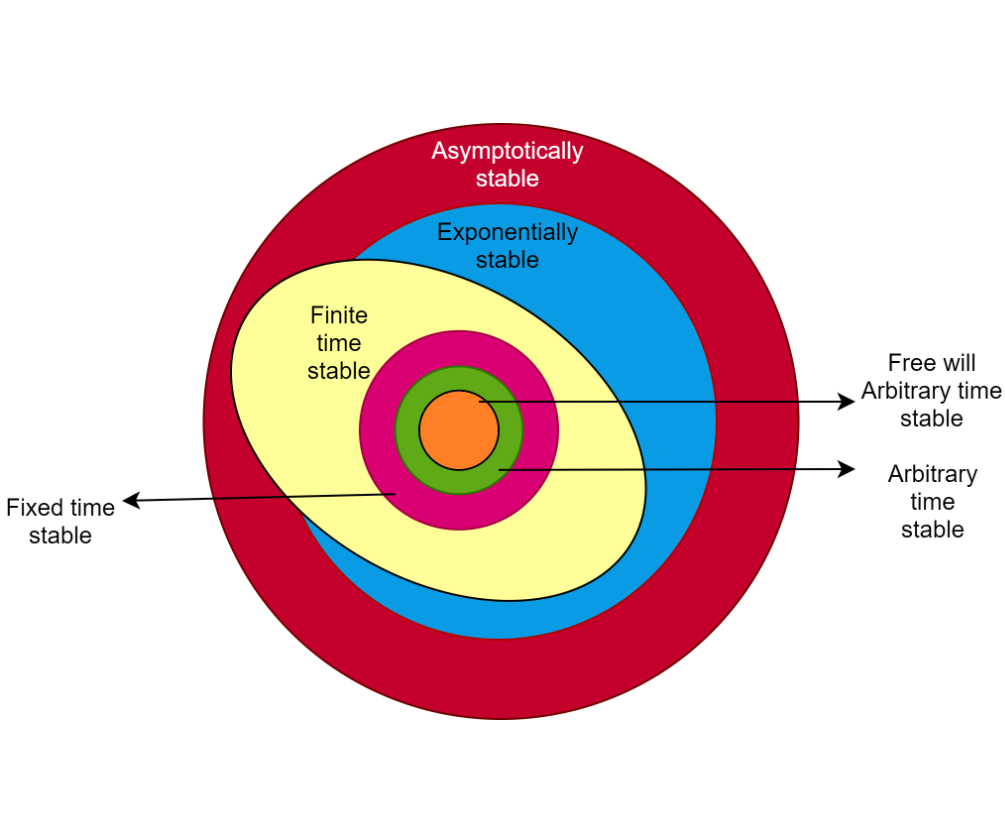 Asymptotically
stable
Exponentially
stable
Finite
time
stable
Free will
Arbitrary time
stable
Arbitrary
time
stable
Fixed time
stable